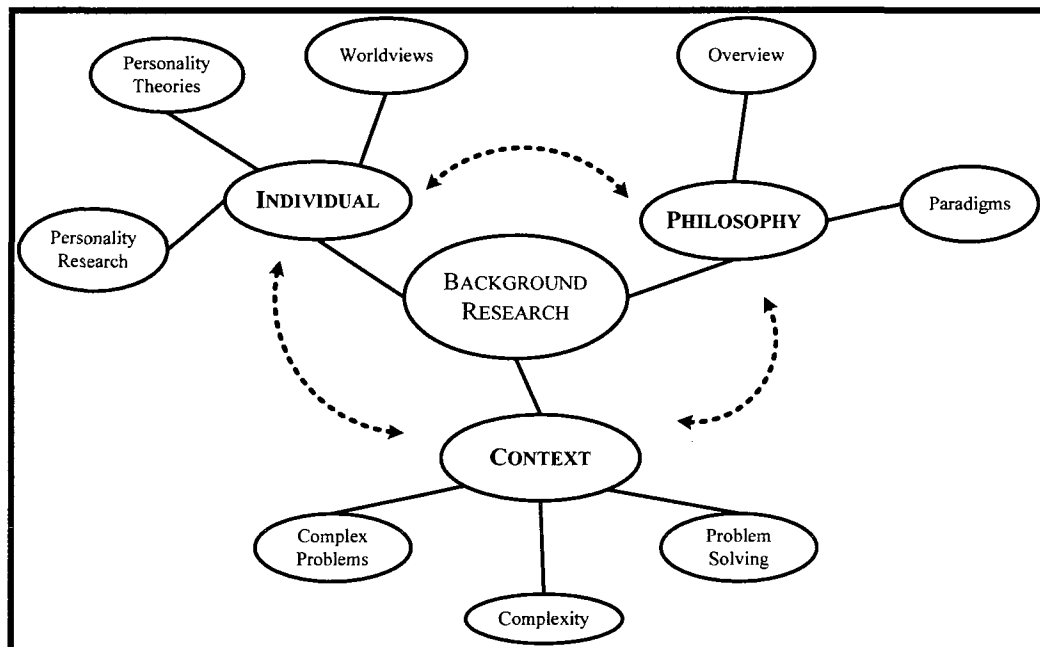 Personality
Theories
Worldviews
Overview
INDIVIDUAL
PHILOSOPHY
Paradigms
Personality
Research
BACKGROUND
RESEARCH
CONTEXT
Complex
Problems
Problem
Solving
Complexity